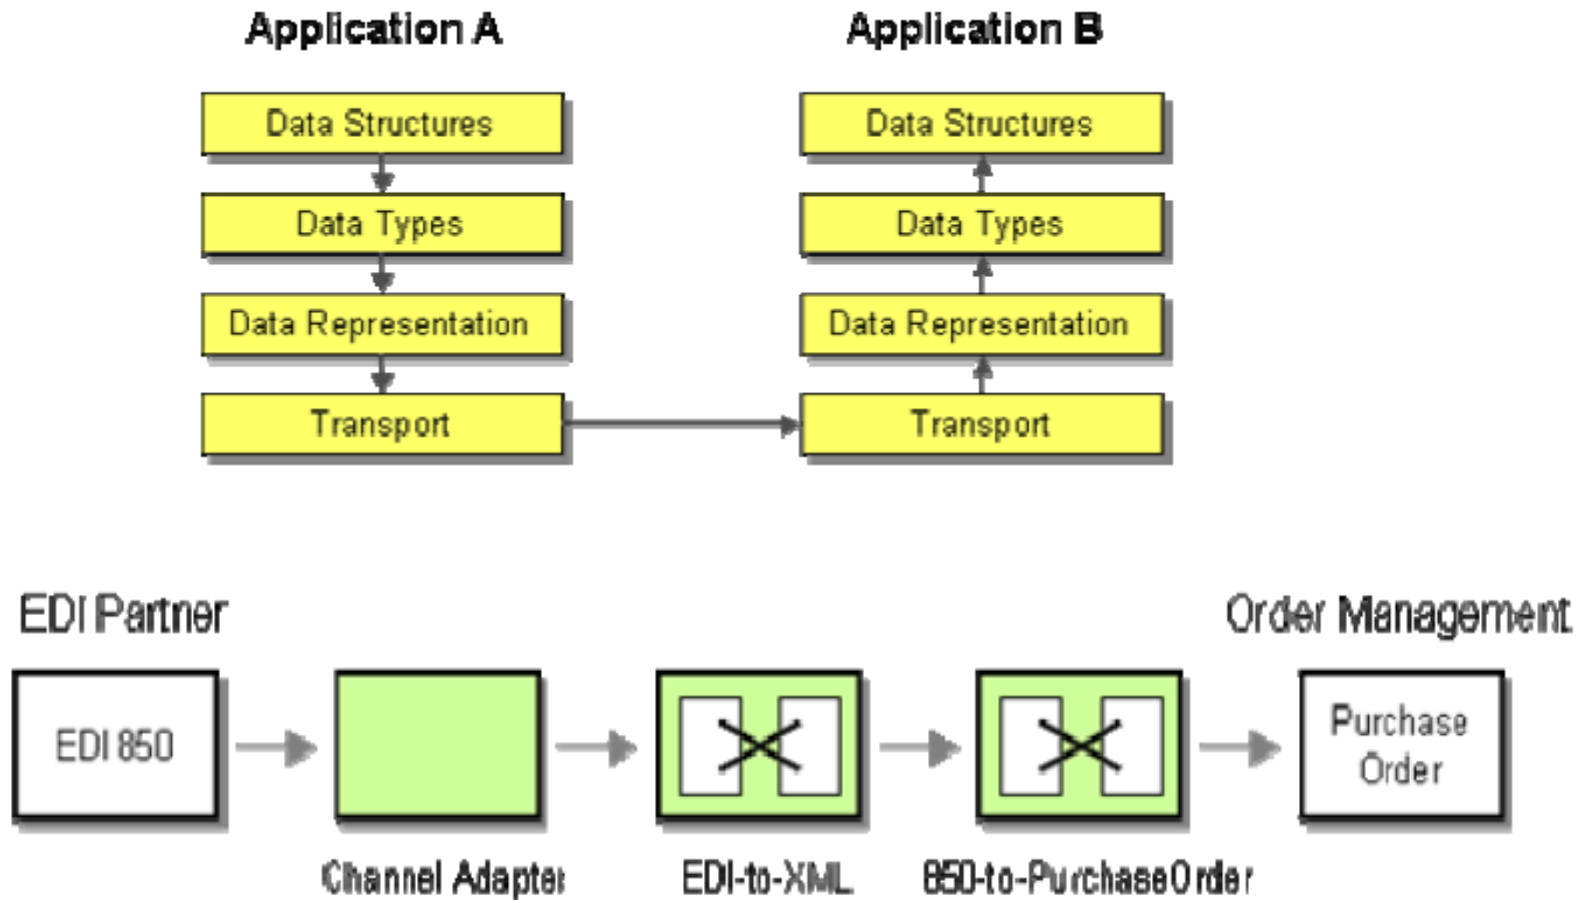 Application A
Application B
Data Structures
Data Structures
Data Types
Data Types
Data Representation
Data Representation
Transport
Transport
EDI Partner
Order Management
EDI 850
Purchase
Order
Channel Adapter
EDI-to-XML
850-to-PurchaseOrder